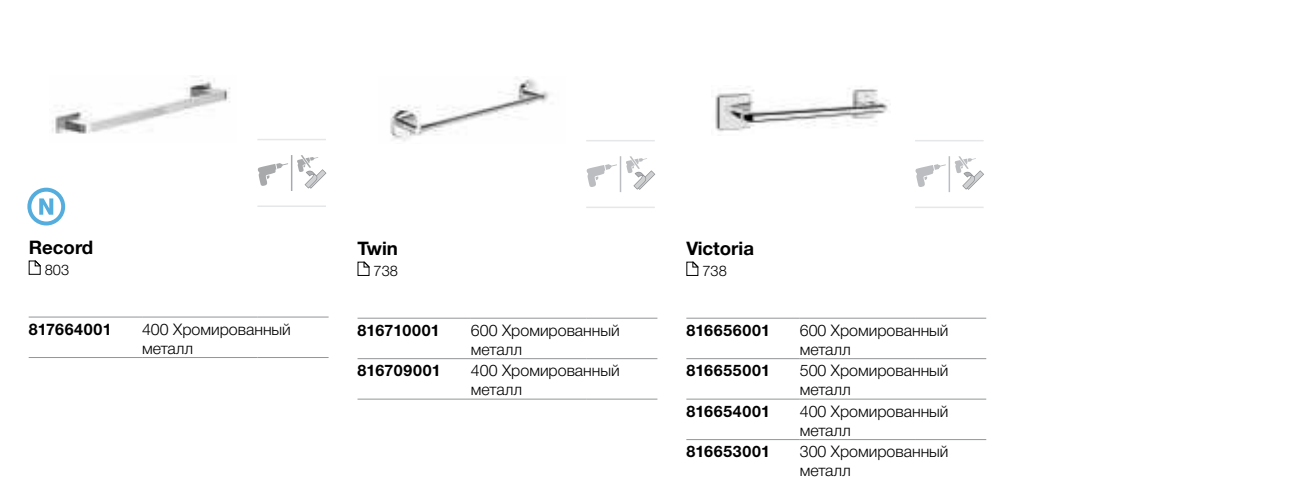 N
Record
803
817664001 400 Хромированный
металл
Twin
738
816710001 600 Хромированный
металл
816709001 400 Хромированный
металл
Victoria
738
816656001 600 Хромированный
металл
816655001 500 Хромированный
металл
816654001 400 Хромированный
металл
816653001 300 Хромированный
металл